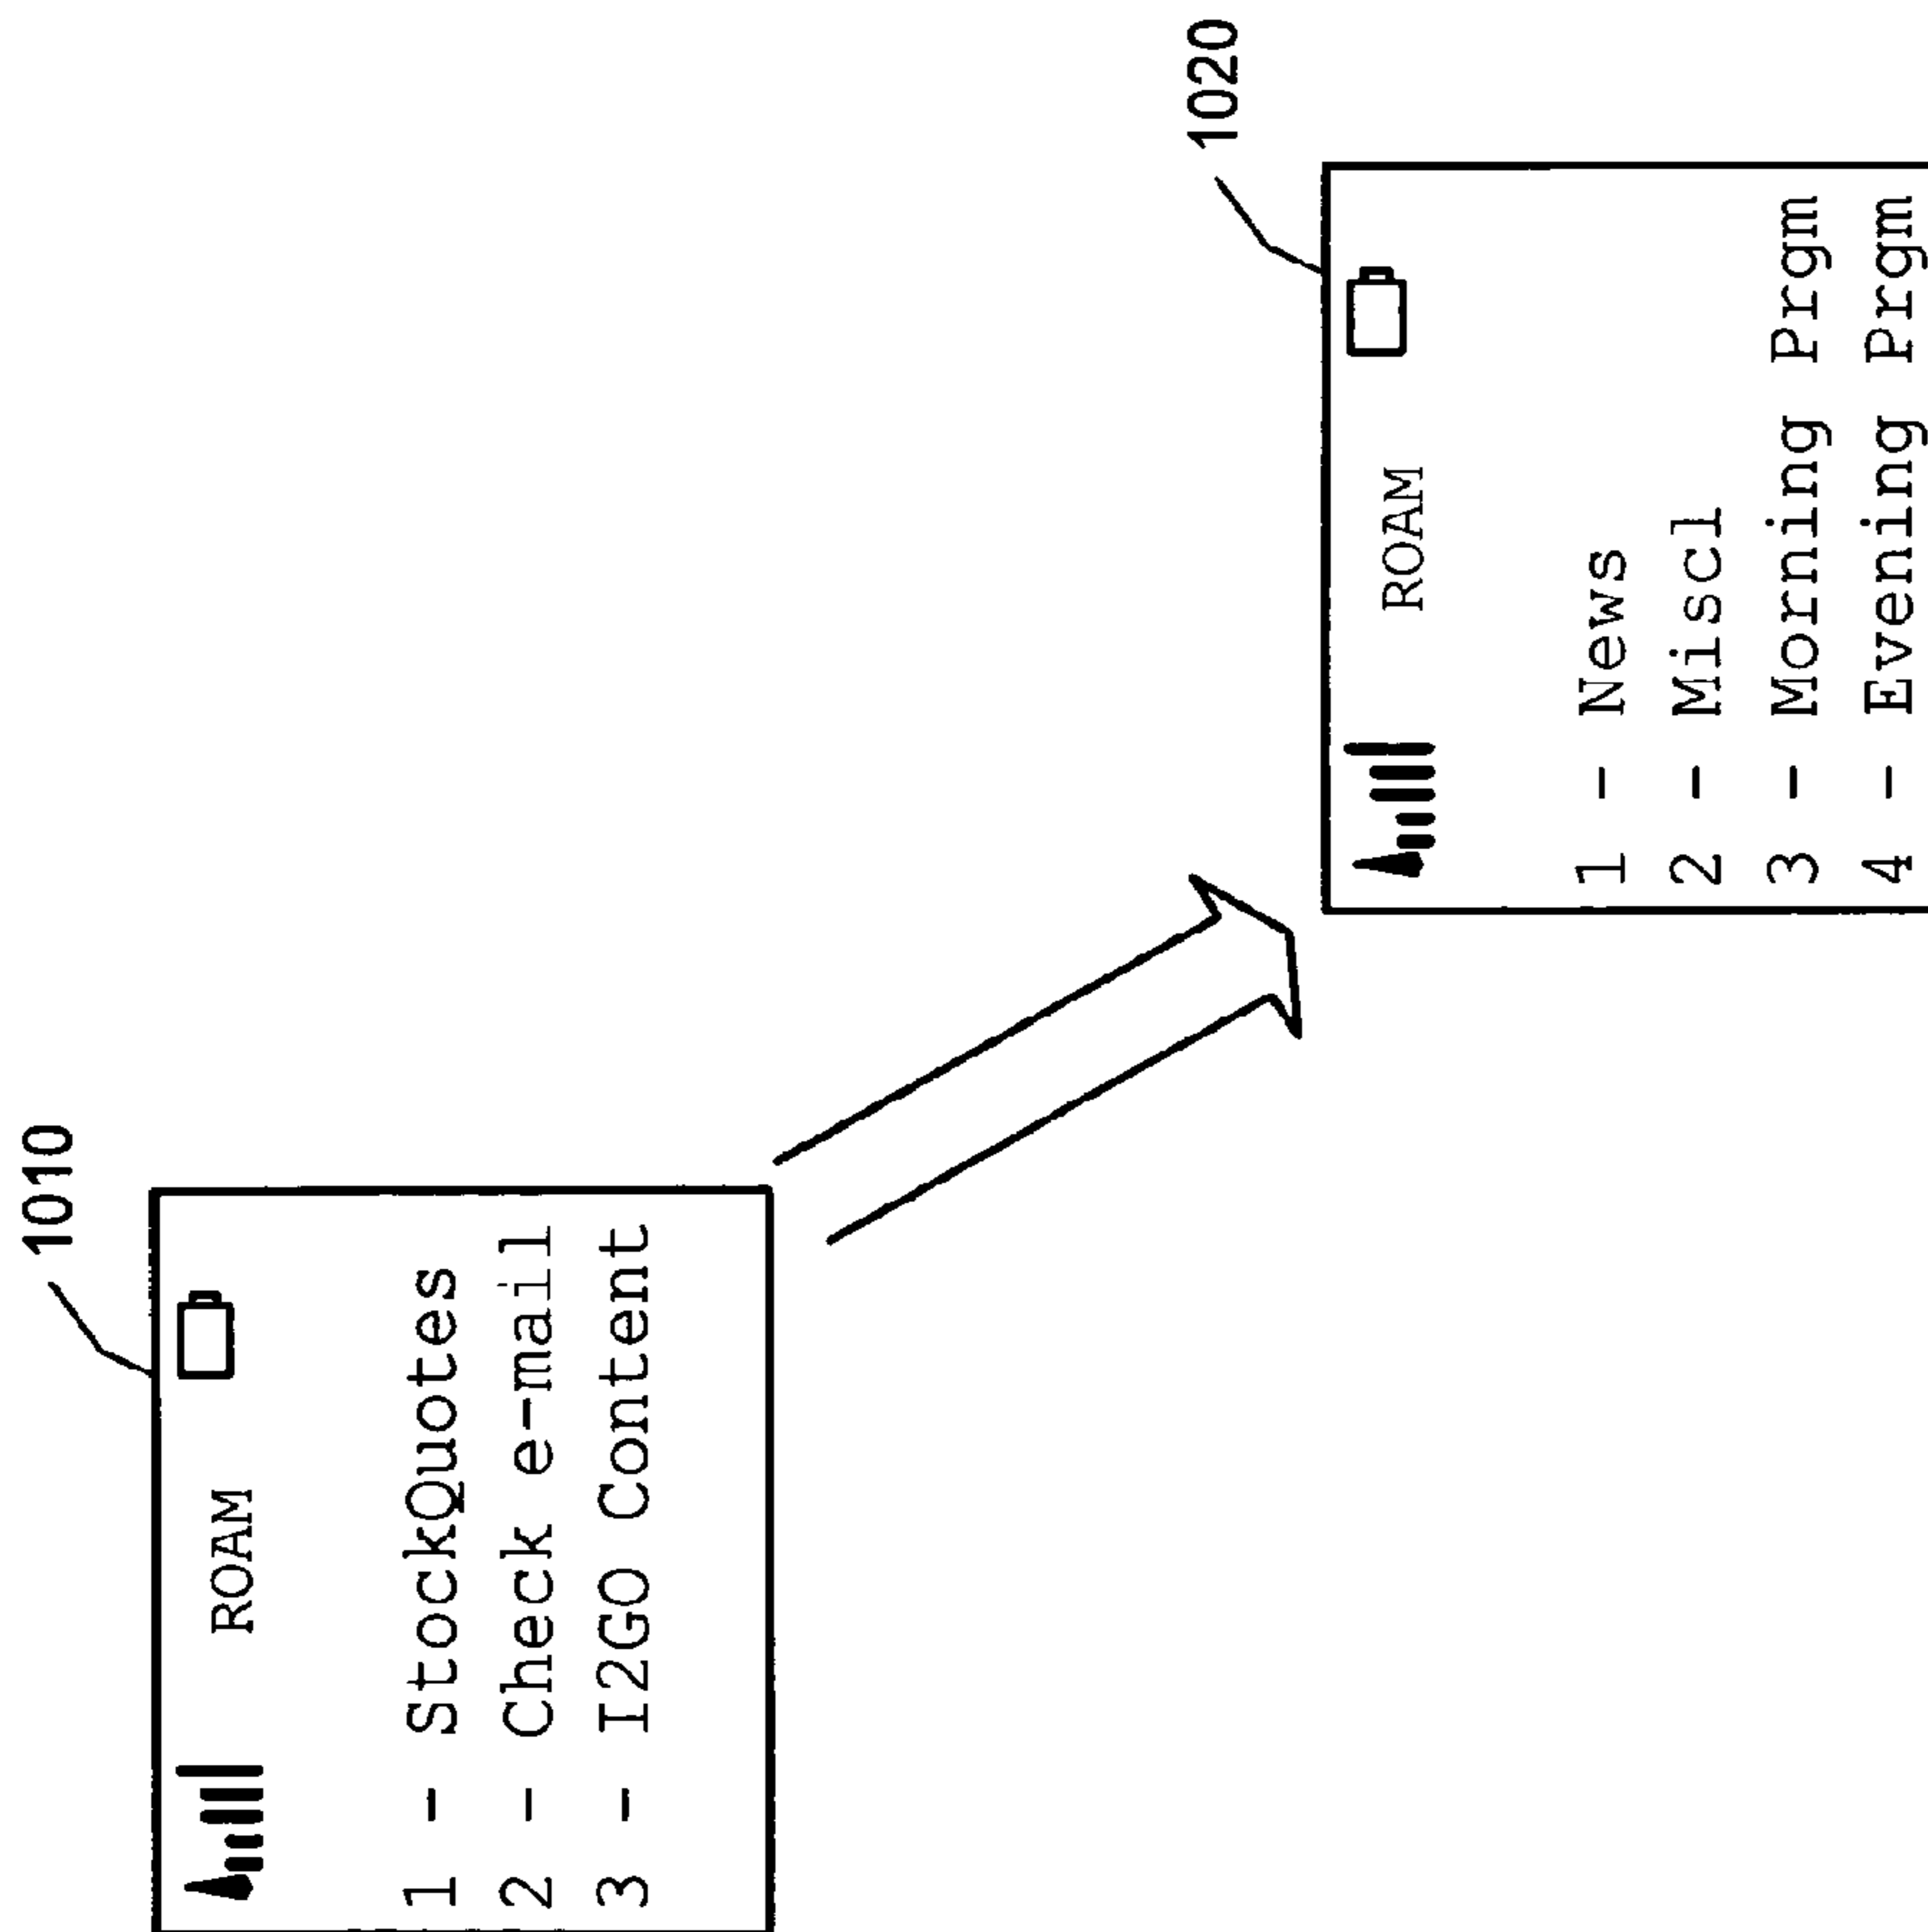 1010
ROAM
1 - StockQuotes
2 - Check e-mail
3 - I2GO Content
1020
ROAM
1 - News
2 - Miscl
3 - Morning Prgm
4 - Evening Prgm